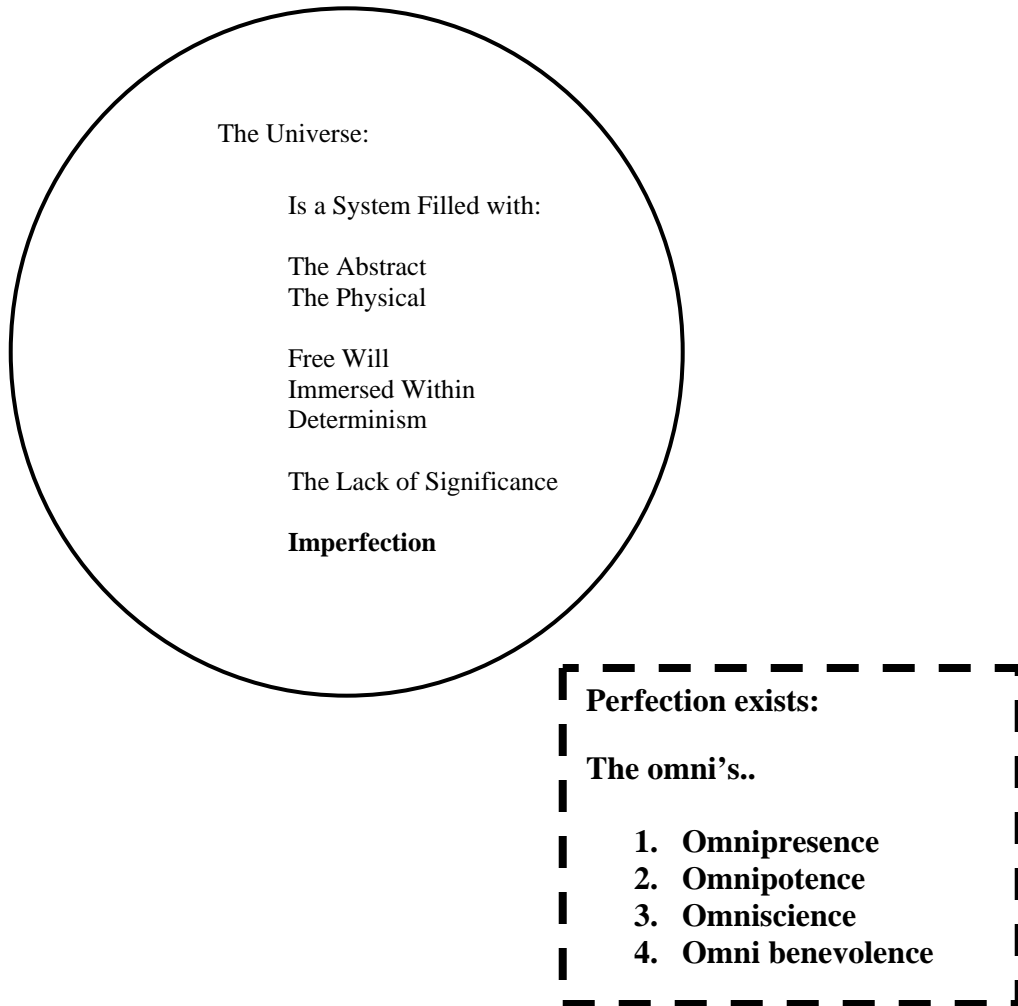 The Universe:
Is a System Filled with:
The Abstract
The Physical
Free Will
Immersed Within
Determinism
The Lack of Significance
Imperfection
Perfection exists:
The omni’s..
1. Omnipresence
2. Omnipotence
3. Omniscience
4. Omni benevolence